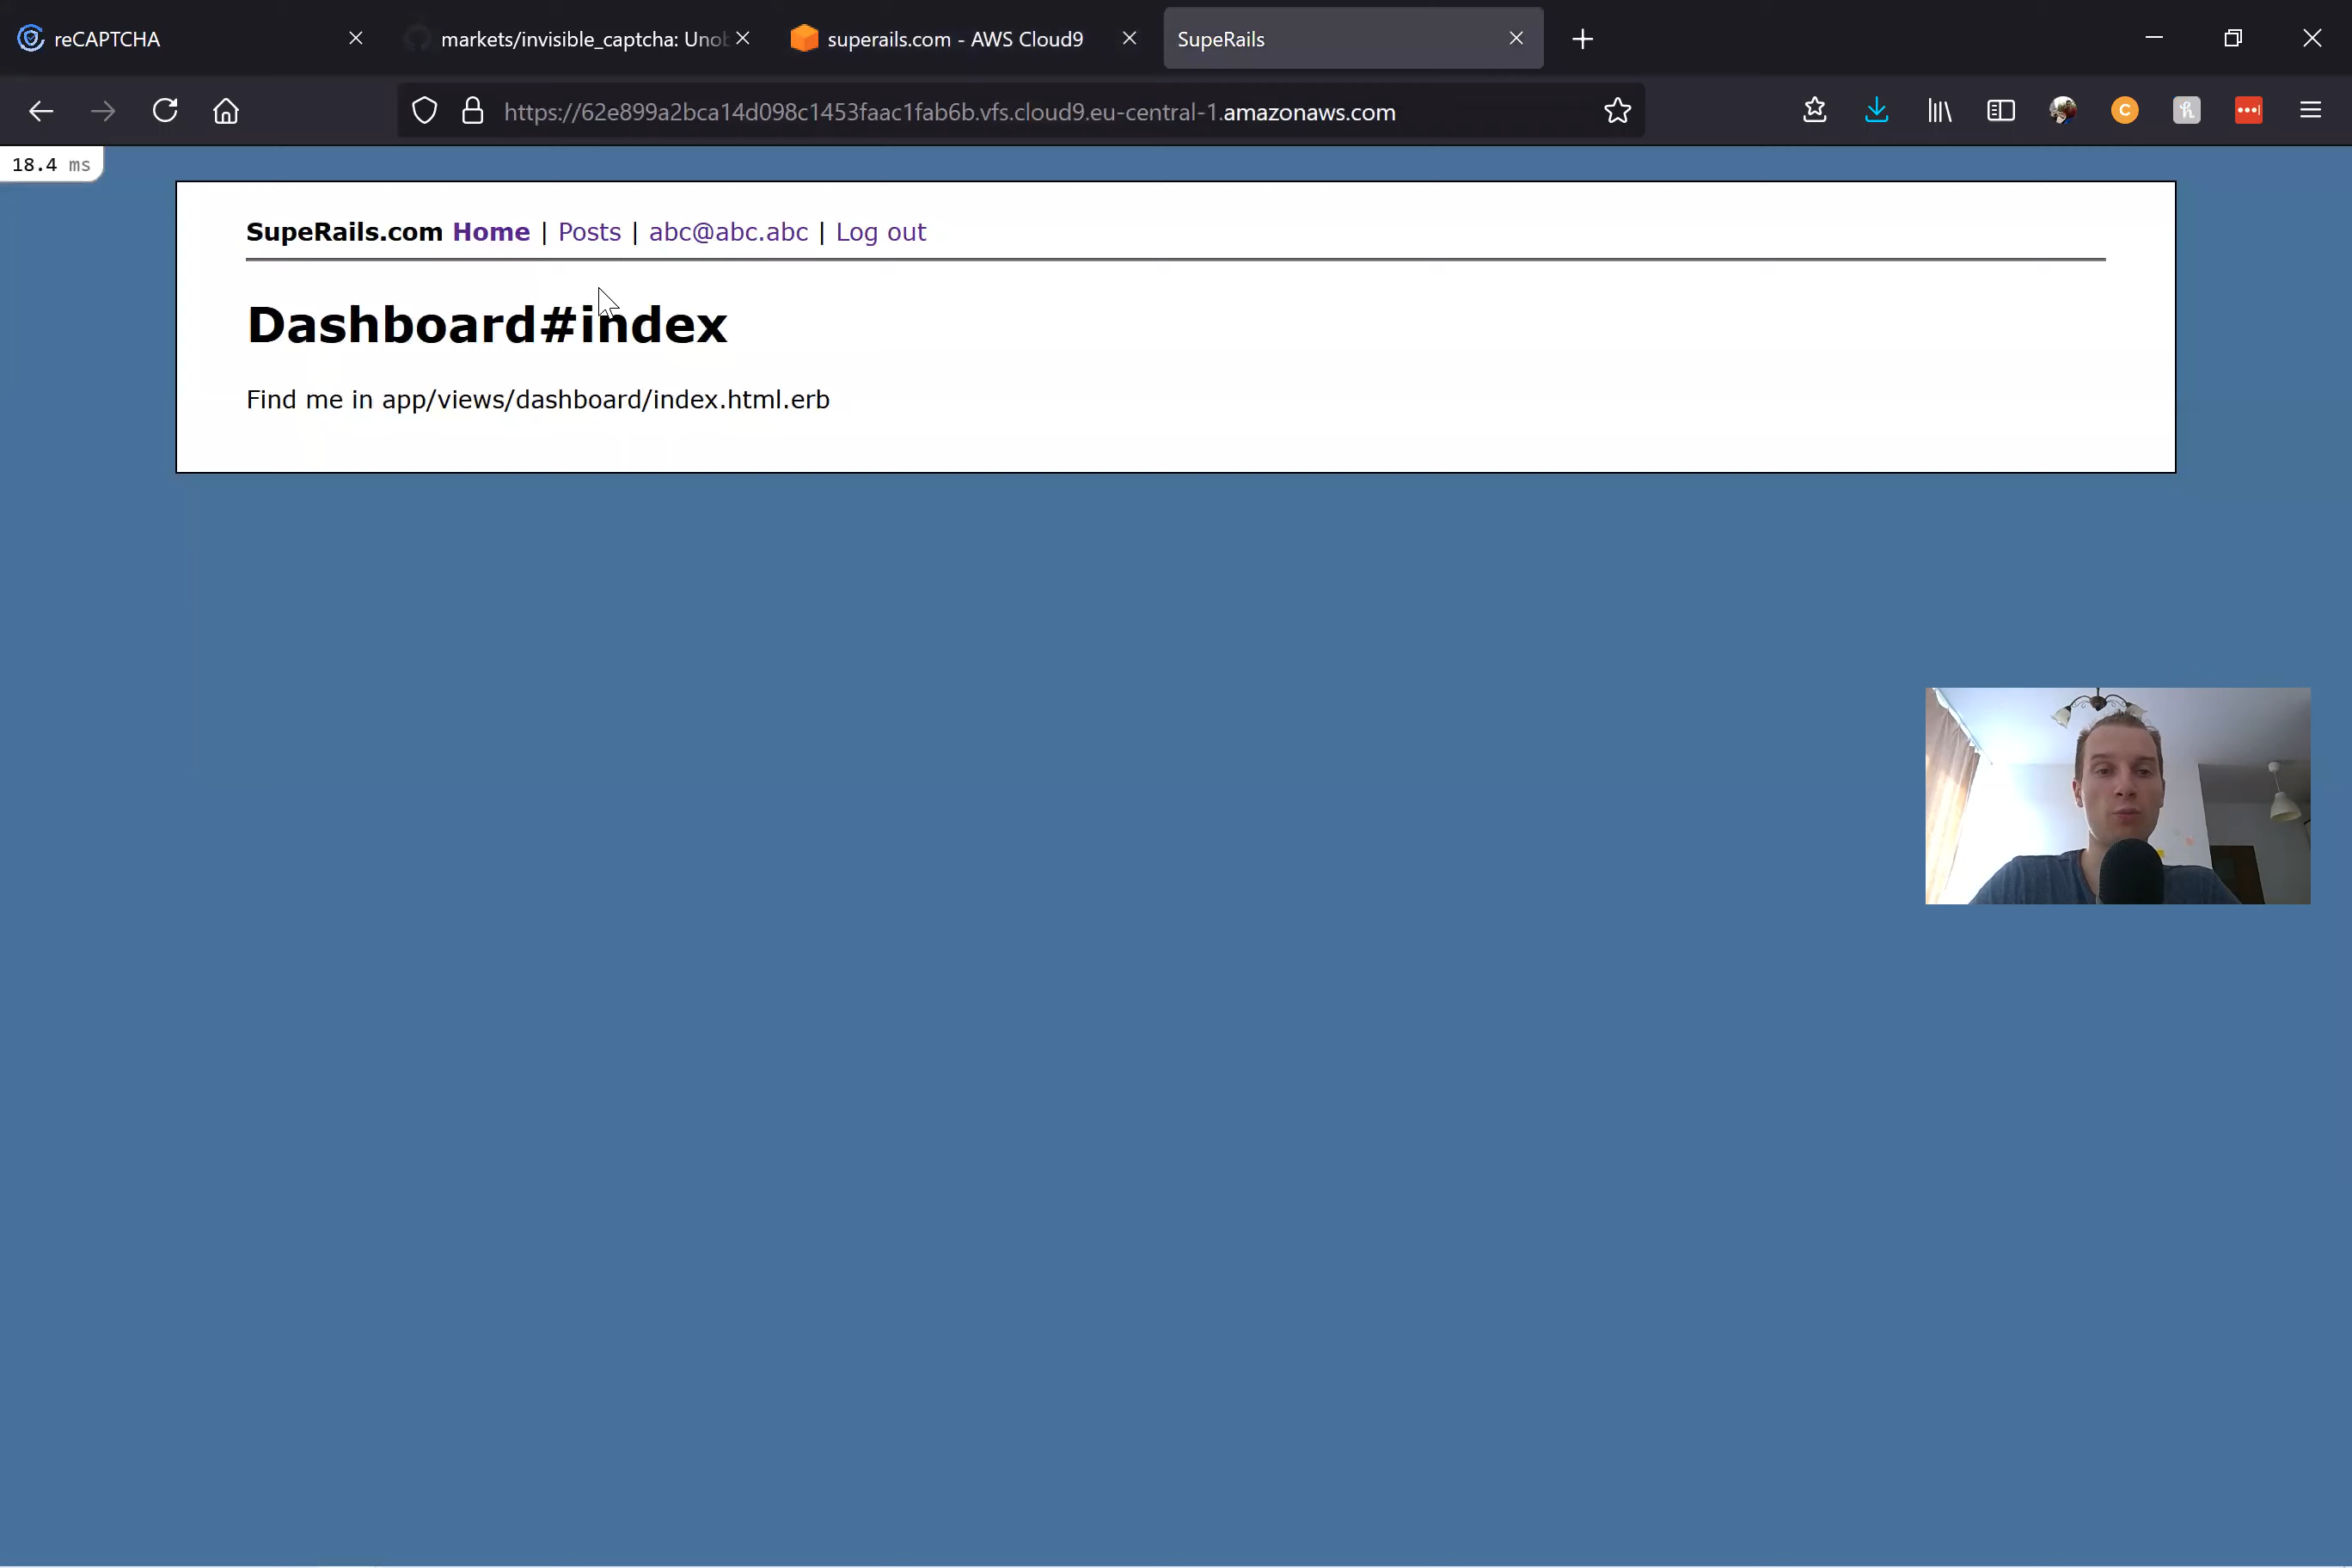 reCAPTCHA
markets/invisible_captcha: Unob
superails.com - AWS Cloud9
SupeRails
https://62e899a2bca14d098c1453faac1fab6b.vfs.cloud9.eu-central-1.amazonaws.com
18.4 ms
SupeRails.com Home | Posts | abc@abc.abc | Log out
Dashboard#index
Find me in app/views/dashboard/index.html.erb